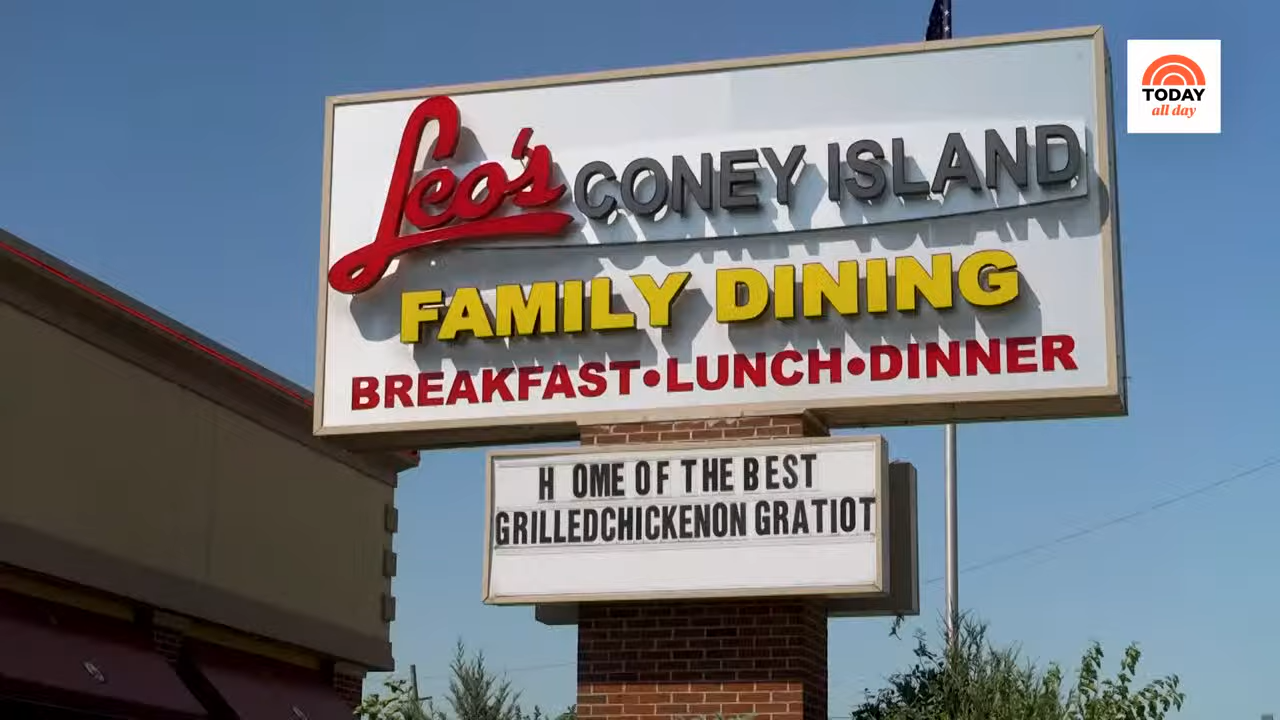 Leo's CONEY ISLAND
FAMILY DINING
BREAKFAST•LUNCH•DINNER
H OME OF THE BEST
GRILLEDCHICKENON GRATIOT
TODAY
all day